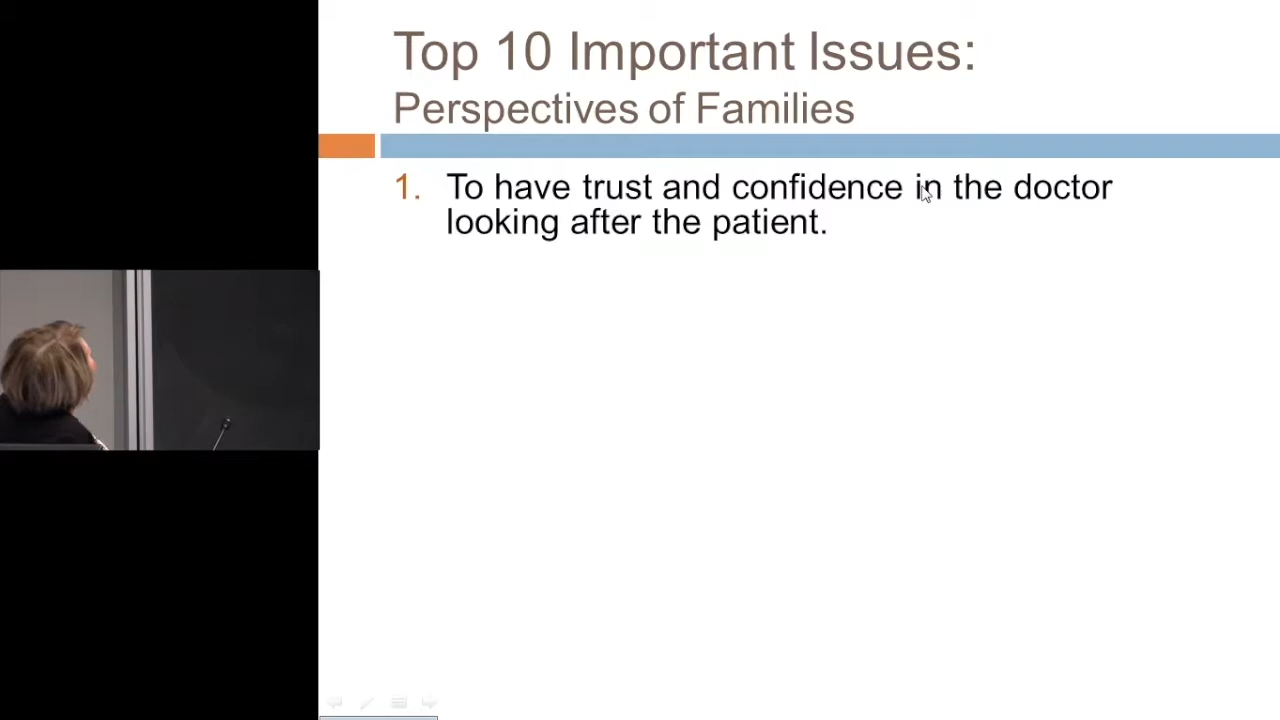 Top 10 Important Issues:
Perspectives of Families
1. To have trust and confidence in the doctor
looking after the patient.